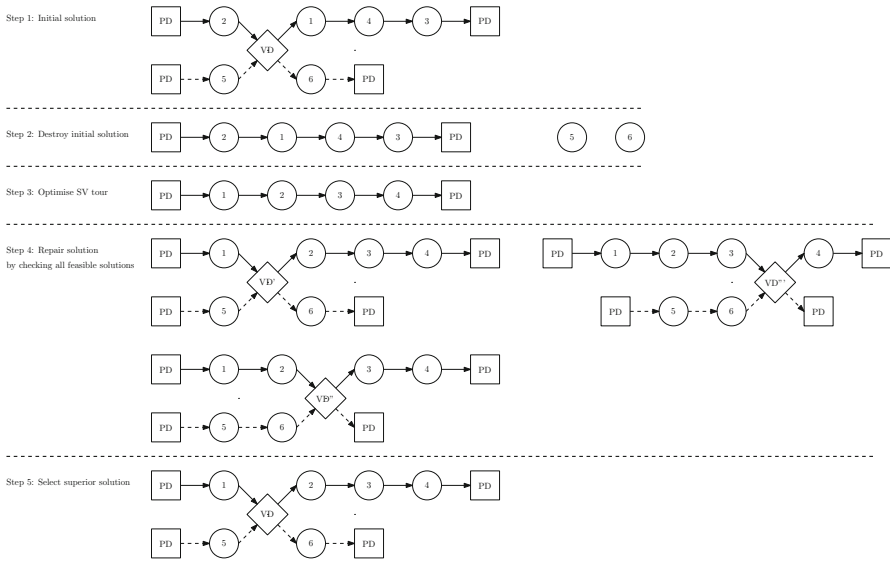 Step 1: Initial solution
PD 2 1 4 3 PD
VD
PD 5 6 PD
Step 2: Destroy initial solution
PD 2 1 4 3 PD 5 6
Step 3: Optimise SV tour
PD 1 2 3 4 PD
Step 4: Repair solution
by checking all feasible solutions
PD 1 2 3 4 PD
VD'
PD 5 6 PD
PD 1 2 3 4 PD
VD"'
PD 5 6 PD
PD 1 2 3 4 PD
VD"
PD 5 6 PD
Step 5: Select superior solution
PD 1 2 3 4 PD
VD
PD 5 6 PD